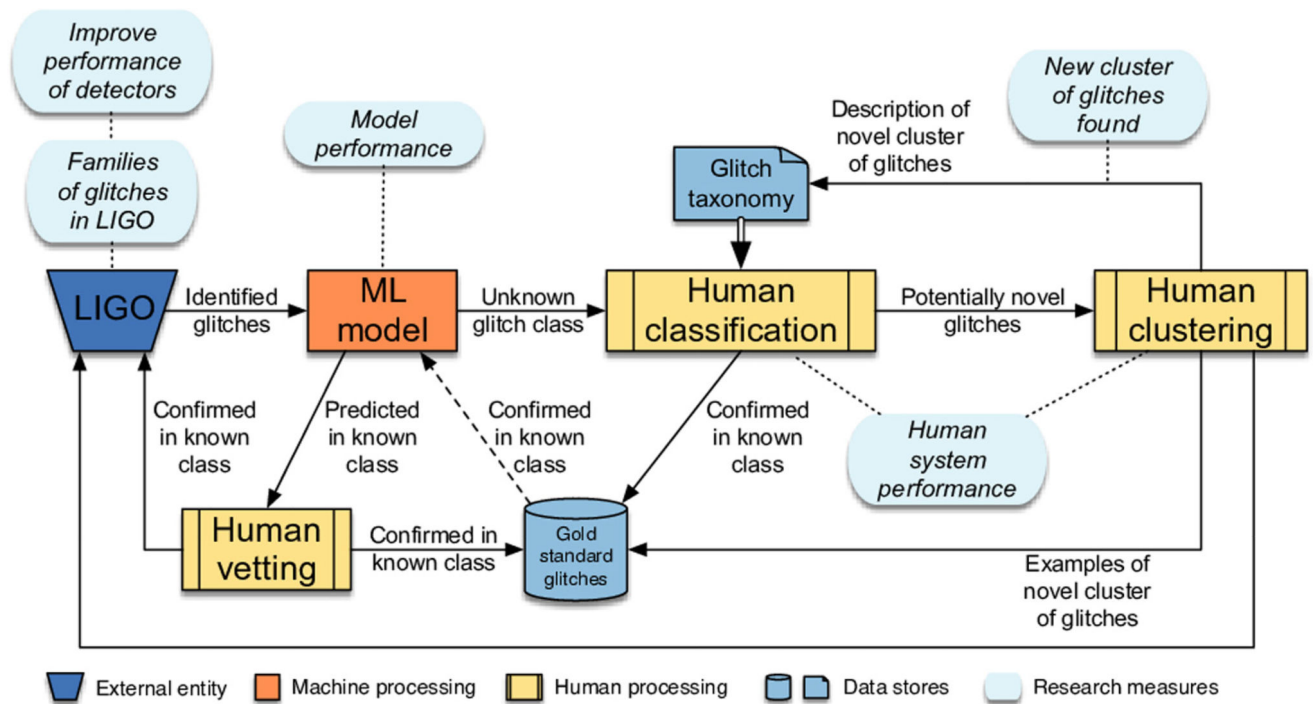 Improve
performance
of detectors
Families
of glitches
in LIGO
Model
performance
New cluster
of glitches
found
Description of
novel cluster
of glitches
Glitch
taxonomy
LIGO
Identified
glitches
ML
model
Unknown
glitch class
Human
classification
Potentially novel
glitches
Human
clustering
Confirmed
in known
class
Predicted
in known
class
Confirmed
in known
class
Confirmed
in known
class
Human
system
performance
Human
vetting
Confirmed in
known class
Gold
standard
glitches
Examples of
novel cluster
of glitches
External entity
Machine processing
Human processing
Data stores
Research measures